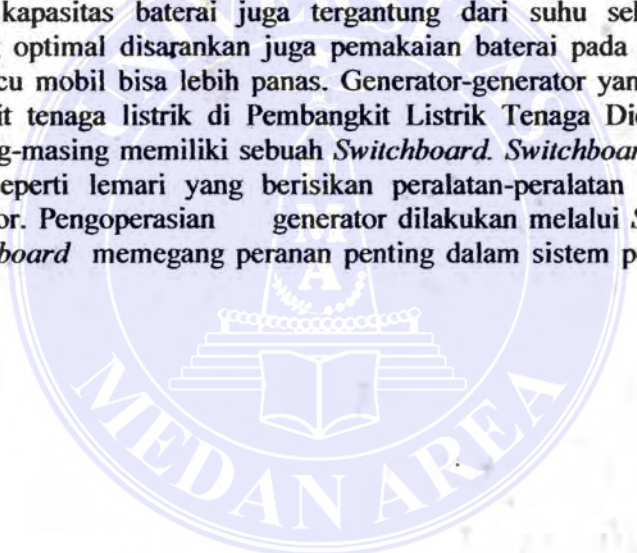 kapasitas baterai juga tergantung dari suhu
optimal disarankan juga pemakaian baterai pada
cu mobil bisa lebih panas. Generator-generator yan
it tenaga listrik di Pembangkit Listrik Tenaga Di
g-masing memiliki sebuah Switchboard. Switchboar
eperti lemari yang berisikan peralatan-peralatan
or. Pengoperasian generator dilakukan melalui S
board memegang peranan penting dalam sistem p
MEDAN AREA